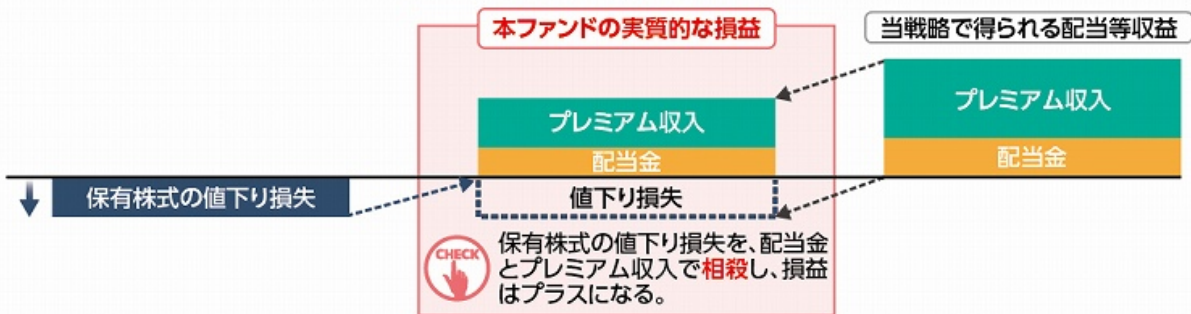 本ファンドの実質的な損益
当戦略で得られる配当等収益
プレミアム収入
プレミアム収入
配当金
配当金
保有株式の値下り損失
値下り損失
CHECK
保有株式の値下り損失を、配当金
とプレミアム収入で相殺し、損益
はプラスになる。